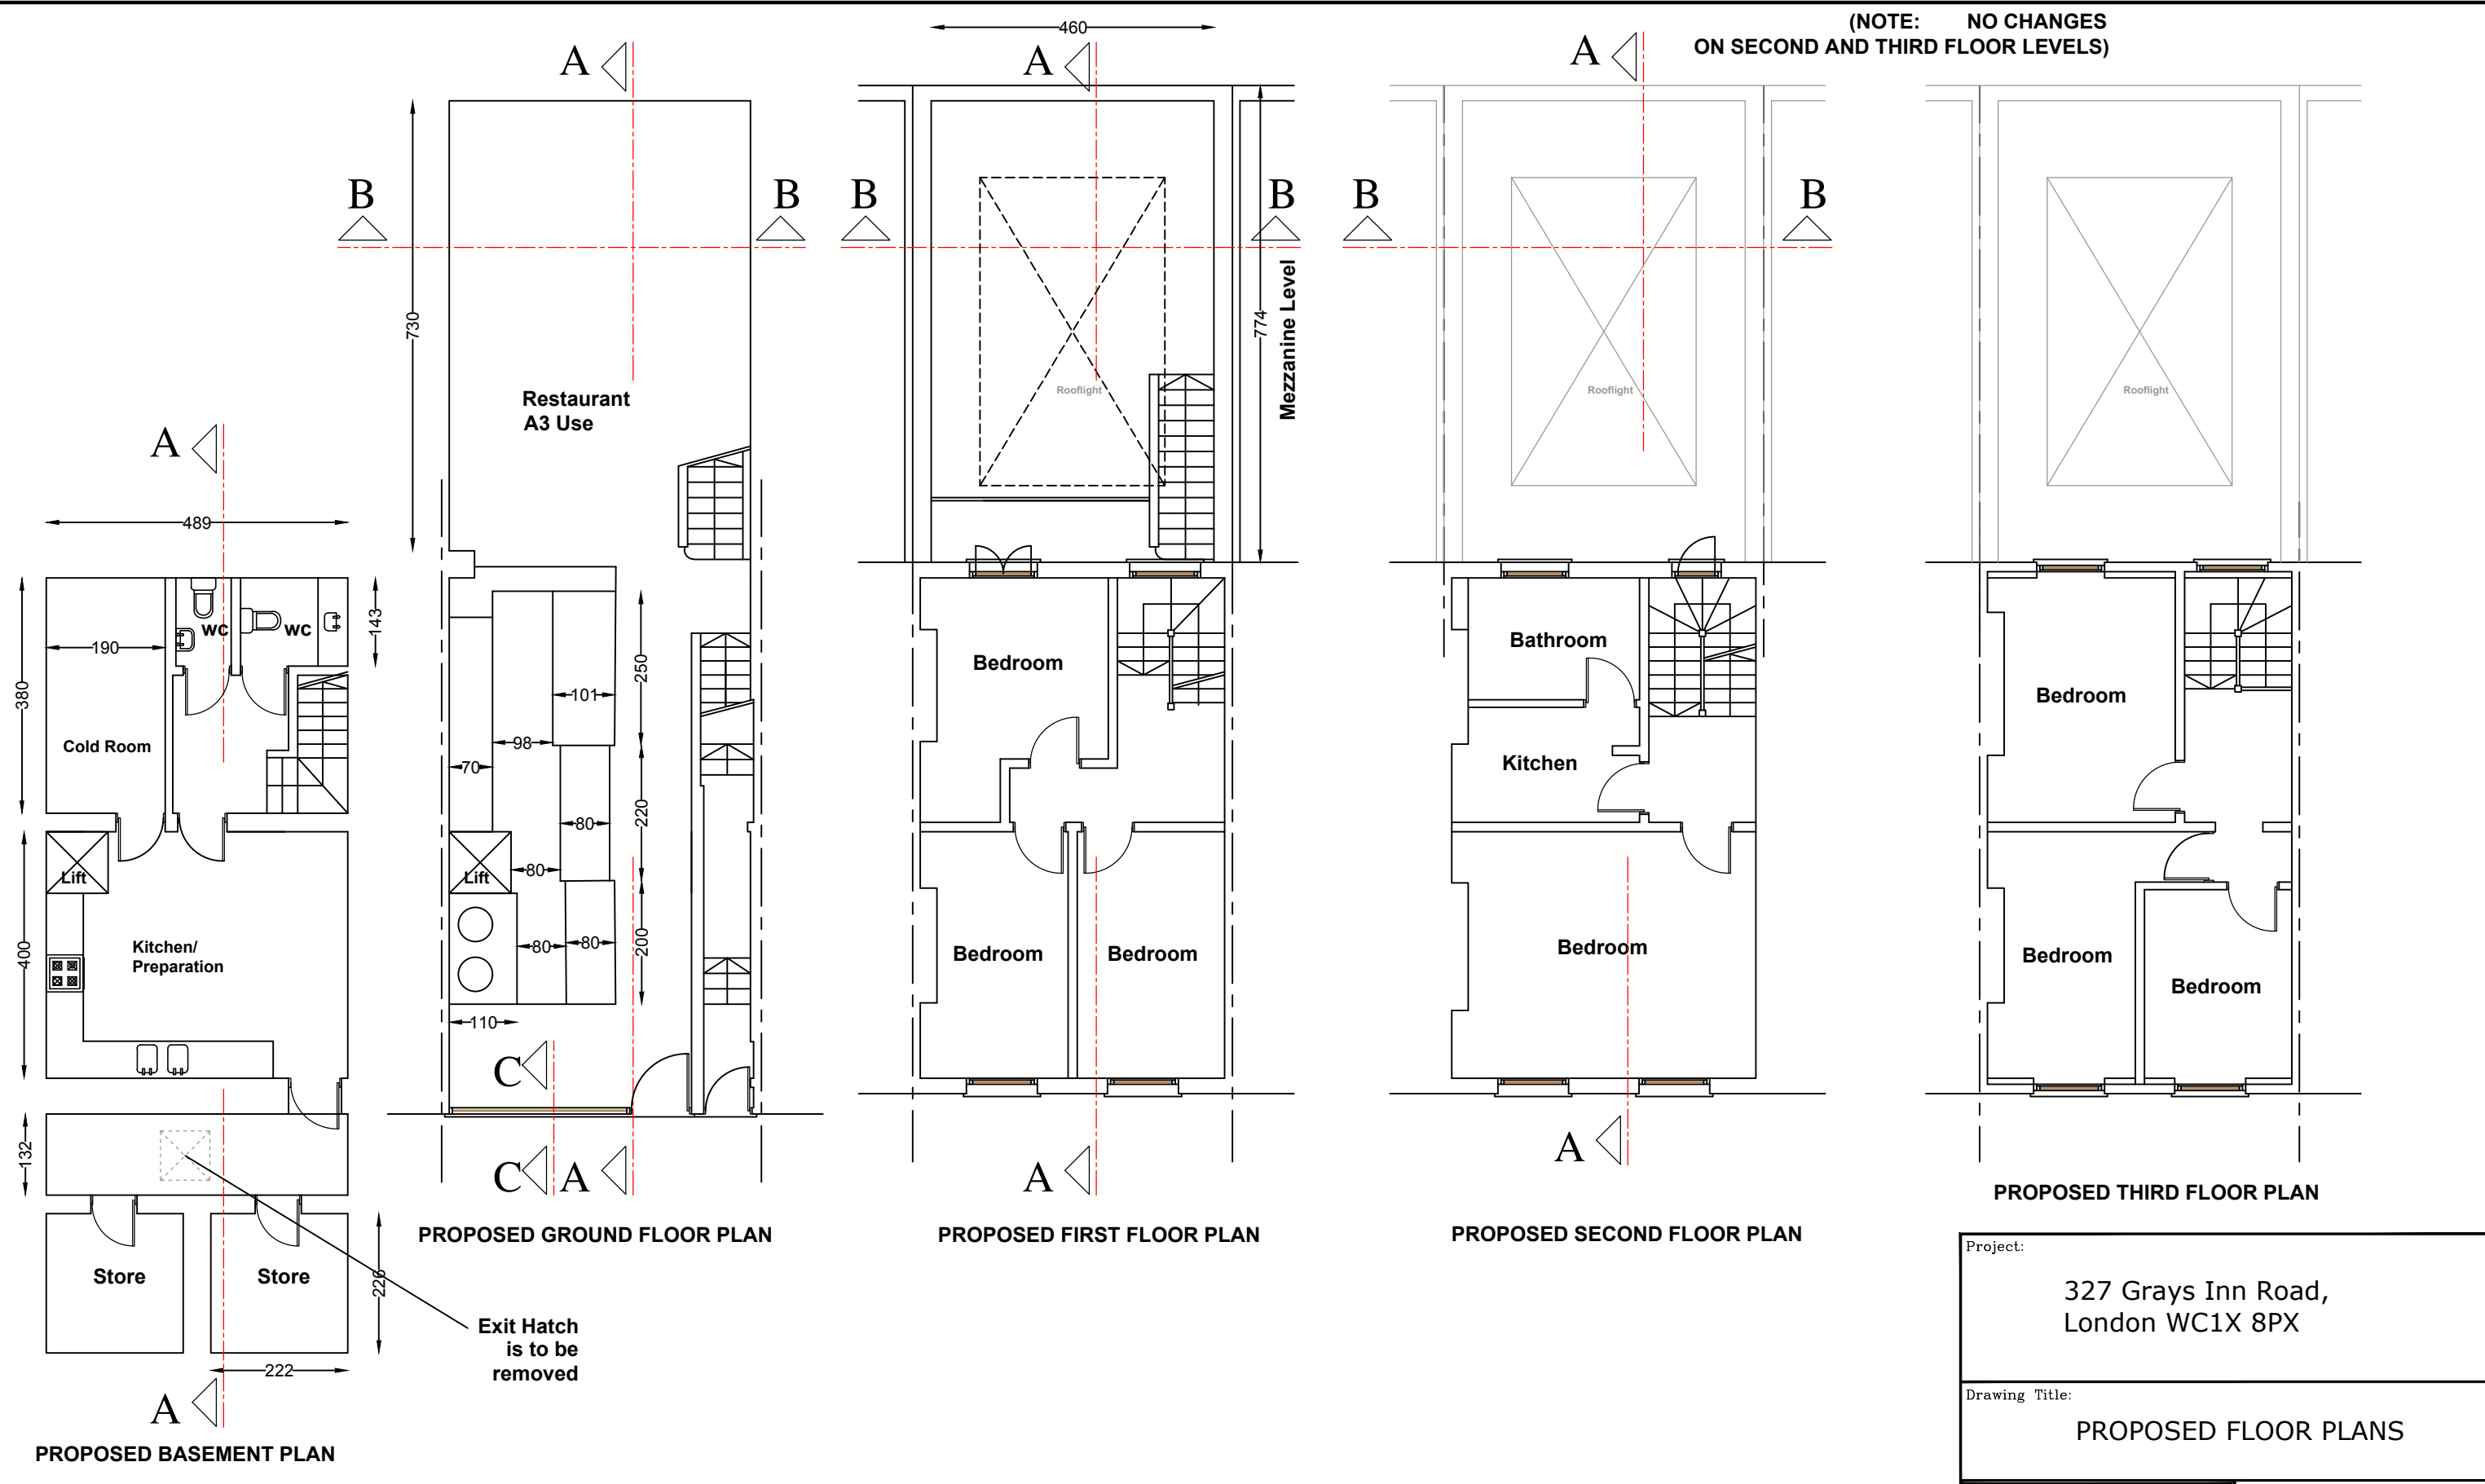 (NOTE: NO CHANGES
ON SECOND AND THIRD FLOOR LEVELS)
A
489
380
190
143
WC
WC
Cold Room
Lift
400
Kitchen/
Preparation
132
Store
Store
226
222
Exit Hatch
is to be
removed
A
PROPOSED BASEMENT PLAN
A
B
B
730
Restaurant
A3 Use
250
101
98
70
220
80
Lift
80
200
80
80
110
C
C
A
PROPOSED GROUND FLOOR PLAN
460
A
B
B
Mezzanine Level
774
Rooflight
Bedroom
Bedroom
Bedroom
A
PROPOSED FIRST FLOOR PLAN
A
B
B
Rooflight
Bathroom
Kitchen
Bedroom
A
PROPOSED SECOND FLOOR PLAN
Rooflight
Bedroom
Bedroom
Bedroom
PROPOSED THIRD FLOOR PLAN
Project:
327 Grays Inn Road,
London WC1X 8PX
Drawing Title:
PROPOSED FLOOR PLANS